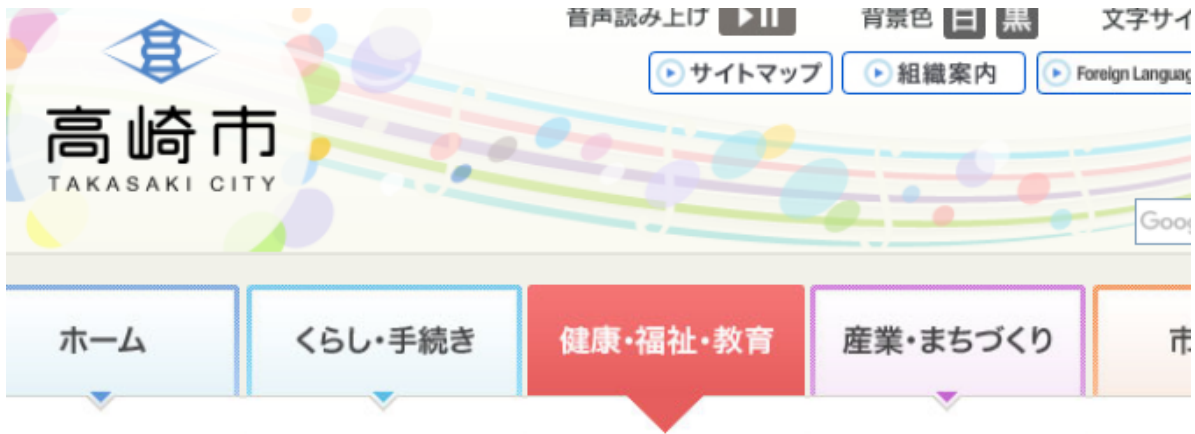 音声読み上げ 背景色 白 黒 文字サイ
サイトマップ 組織案内 Foreign Languag
高崎市
TAKASAKI CITY
Goog
ホーム くらし・手続き 健康・福祉・教育 産業・まちづくり 市